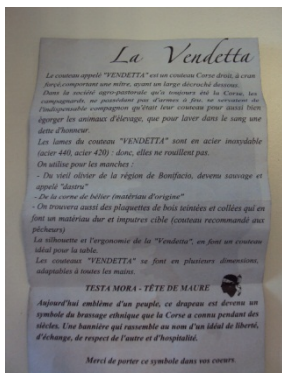 La Vendetta
Le couteau appelé "VENDETTA" est un couteau Corse droit, à cran
forçé comportant une mitre, ayant un large décroché dessous.
Dans la société agro-pastorale qu'a toujours été la Corse, les
campagnards, ne possédant pas d'armes à feu, se servaient de
l'indispensable compagnon qu'était leur couteau pour aussi bien
égorger les animaux d'élevage, que pour laver dans le sang une
dette d'honneur.
Les lames du couteau "VENDETTA" sont en acier inoxydable
(acier 440, acier 420) : donc, elles ne rouillent pas.
On utilise pour les manches :
- Du vieil olivier de la région de Bonifacio, devenu sauvage et
appelé "dastru"
- De la corne de bélier (matériau d'origine"
- On trouvera aussi des plaquettes de bois teintées et collées qui en
font un matériau dur et imputrescible (couteau recommandé aux
pêcheurs)
La silhouette et l'ergonomie de la "Vendetta", en font un couteau
idéal pour la table.
Les couteaux "VENDETTA" se font en plusieurs dimensions,
adaptables à toutes les mains.
TESTA MORA - TÊTE DE MAURE
Aujourd'hui emblème d'un peuple, ce drapeau est devenu un
symbole du brassage ethnique que la Corse a connu pendant des
siècles. Une bannière qui rassemble au nom d'un idéal de liberté,
d'échange, de respect de l'autre et d'hospitalité.
Merci de porter ce symbole dans vos coeurs.